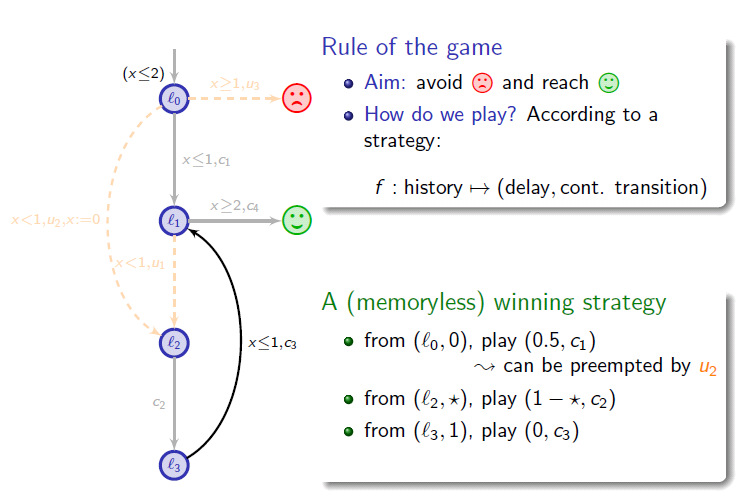 Rule of the game
Aim: avoid and reach
How do we play? According to a
strategy:
f : history ↦ (delay, cont. transition)
(x≤2)
ℓ0
x≥1,u3
x≤1,c1
x<1,u2,x:=0
ℓ1
x≥2,c4
x<1,u1
ℓ2
x≤1,c3
c2
ℓ3
A (memoryless) winning strategy
from (ℓ0, 0), play (0.5, c1)
⤳ can be preempted by u2
from (ℓ2, ⋆), play (1 − ⋆, c2)
from (ℓ3, 1), play (0, c3)